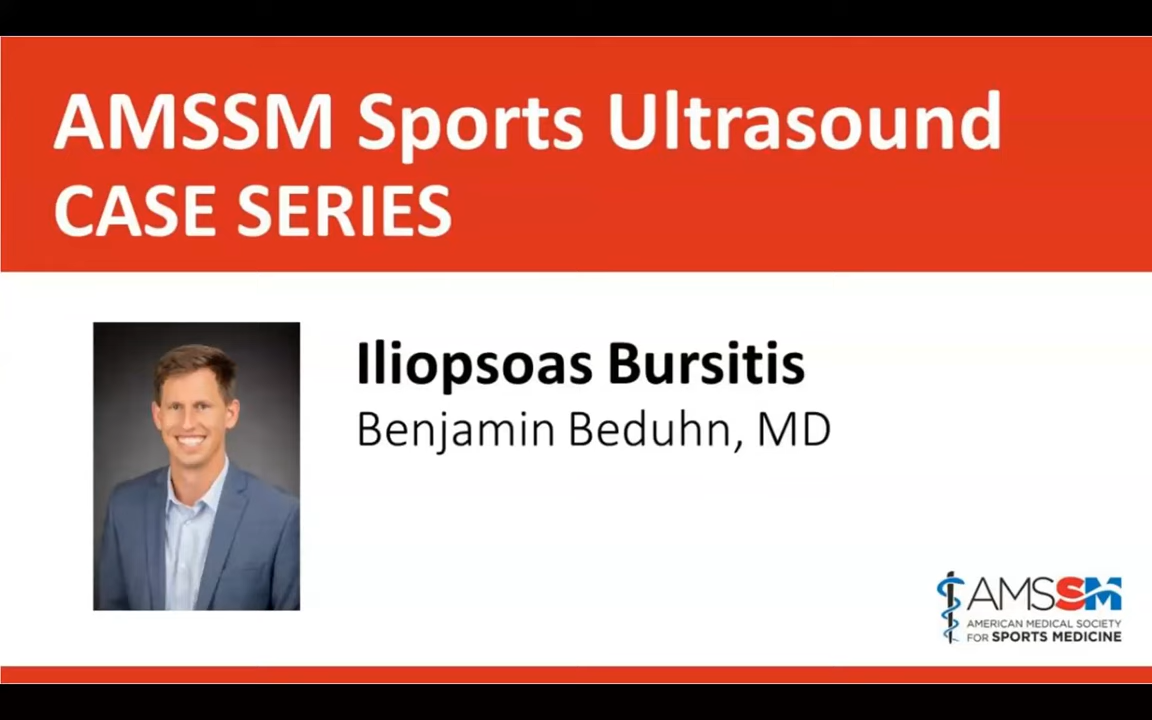 AMSSM Sports Ultrasound
CASE SERIES
Iliopsoas Bursitis
Benjamin Beduhn, MD
AMSSM
AMERICAN MEDICAL SOCIETY
FOR SPORTS MEDICINE